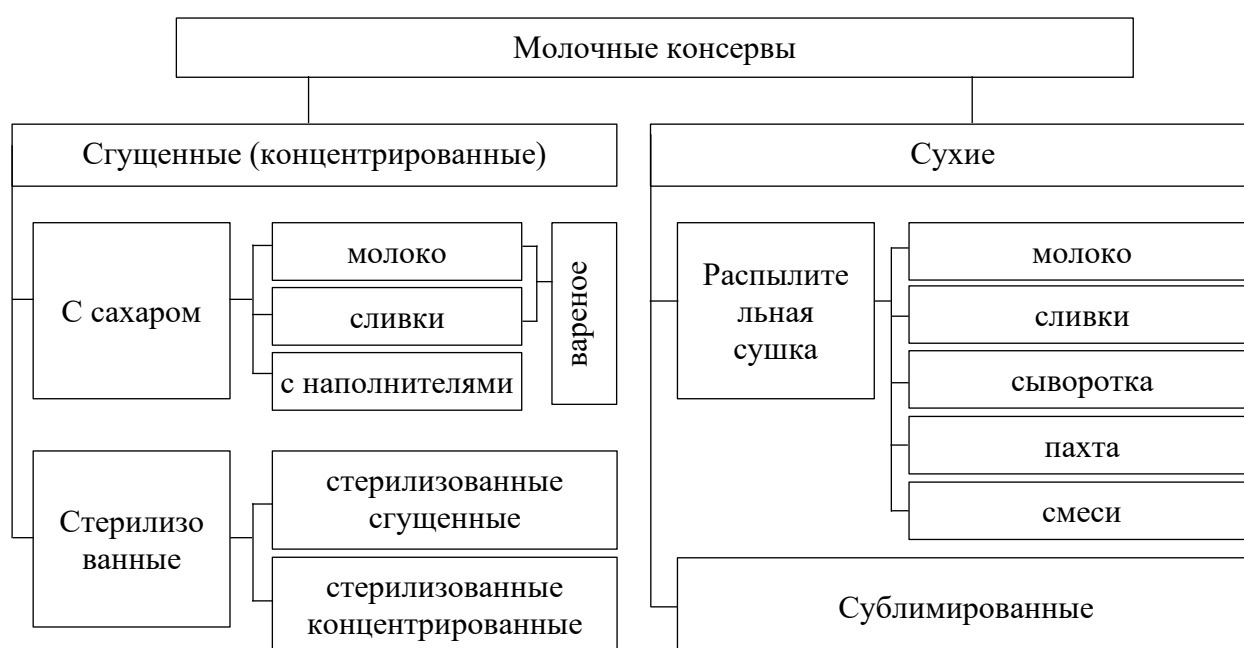 Молочные консервы
Сгущенные (концентрированные)
С сахаром
молоко
сливки
с наполнителями
вареное
Стерилизо
ванные
стерилизованные
сгущенные
стерилизованные
концентрированные
Сухие
Распылите
льная
сушка
молоко
сливки
сыворотка
пахта
смеси
Сублимированные